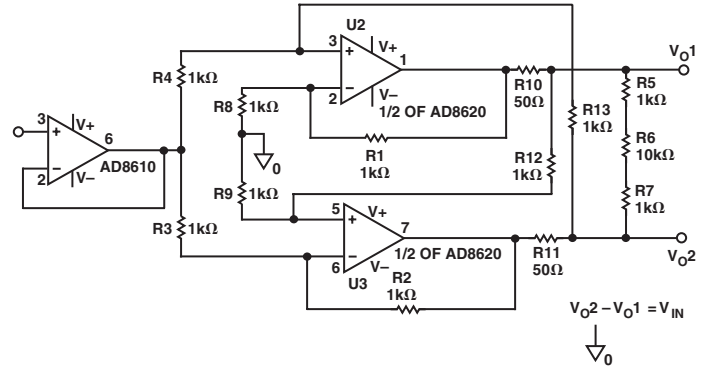 U2
V+
3
+
1
−
2
V−
1/2 OF AD8620
R4
1kΩ
R8
1kΩ
R1
1kΩ
R10
50Ω
VO1
R5
1kΩ
R13
1kΩ
R6
10kΩ
R12
1kΩ
R7
1kΩ
3
+
V+
6
AD8610
−
2
V−
0
R9
1kΩ
R3
1kΩ
5
+
V+
7
1/2 OF AD8620
−
6
V−
U3
R2
1kΩ
R11
50Ω
VO2
VO2 – VO1 = VIN
0